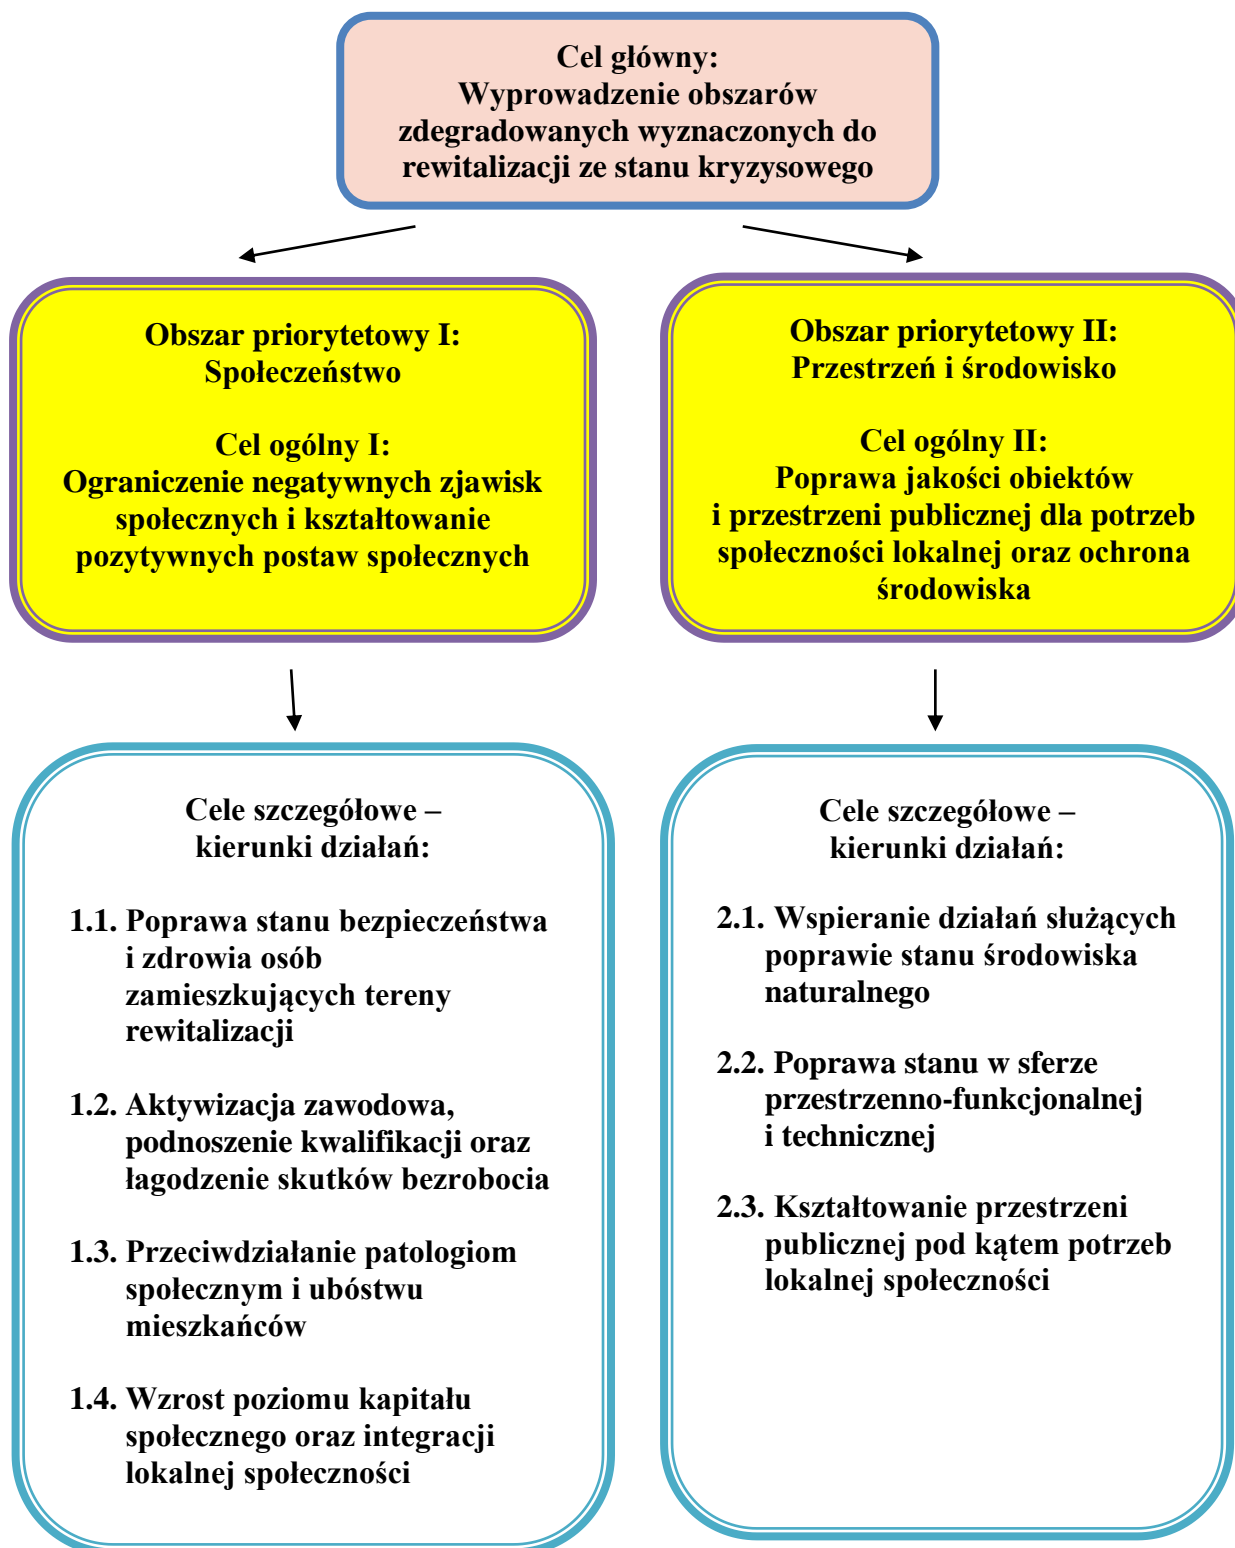 Cel główny:
Wyprowadzenie obszarów
zdegradowanych wyznaczonych do
rewitalizacji ze stanu kryzysowego
Obszar priorytetowy I:
Społeczeństwo
Cel ogólny I:
Ograniczenie negatywnych zjawisk
społecznych i kształtowanie
pozytywnych postaw społecznych
Obszar priorytetowy II:
Przestrzeń i środowisko
Cel ogólny II:
Poprawa jakości obiektów
i przestrzeni publicznej dla potrzeb
społeczności lokalnej oraz ochrona
środowiska
Cele szczegółowe –
kierunki działań:
1.1. Poprawa stanu bezpieczeństwa
i zdrowia osób
zamieszkujących tereny
rewitalizacji
1.2. Aktywizacja zawodowa,
podnoszenie kwalifikacji oraz
łagodzenie skutków bezrobocia
1.3. Przeciwdziałanie patologiom
społecznym i ubóstwu
mieszkańców
1.4. Wzrost poziomu kapitału
społecznego oraz integracji
lokalnej społeczności
Cele szczegółowe –
kierunki działań:
2.1. Wspieranie działań służących
poprawie stanu środowiska
naturalnego
2.2. Poprawa stanu w sferze
przestrzenno-funkcjonalnej
i technicznej
2.3. Kształtowanie przestrzeni
publicznej pod kątem potrzeb
lokalnej społeczności